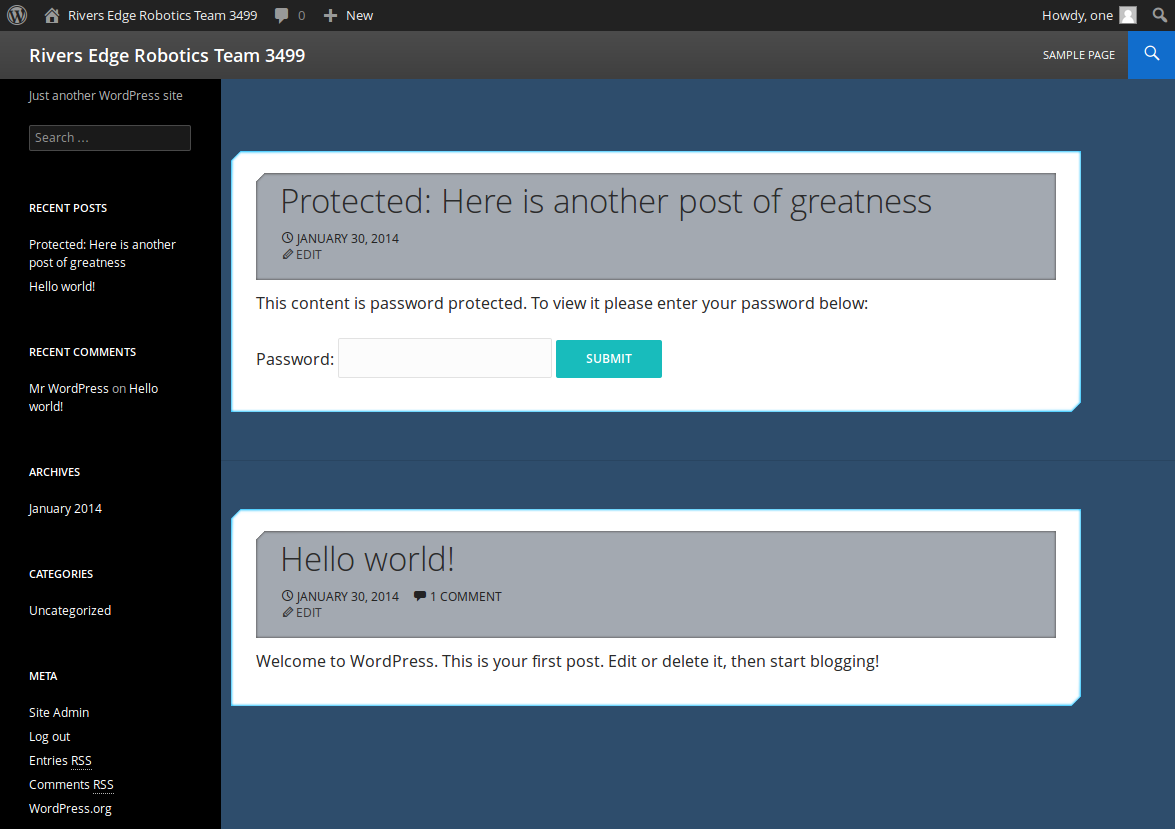 Rivers Edge Robotics Team 3499 0 New Howdy, one
Rivers Edge Robotics Team 3499 SAMPLE PAGE
Just another WordPress site
Search …
RECENT POSTS
Protected: Here is another
post of greatness
Hello world!
RECENT COMMENTS
Mr WordPress on Hello
world!
ARCHIVES
January 2014
CATEGORIES
Uncategorized
META
Site Admin
Log out
Entries RSS
Comments RSS
WordPress.org
Protected: Here is another post of greatness
JANUARY 30, 2014
EDIT
This content is password protected. To view it please enter your password below:
Password: SUBMIT
Hello world!
JANUARY 30, 2014 1 COMMENT
EDIT
Welcome to WordPress. This is your first post. Edit or delete it, then start blogging!